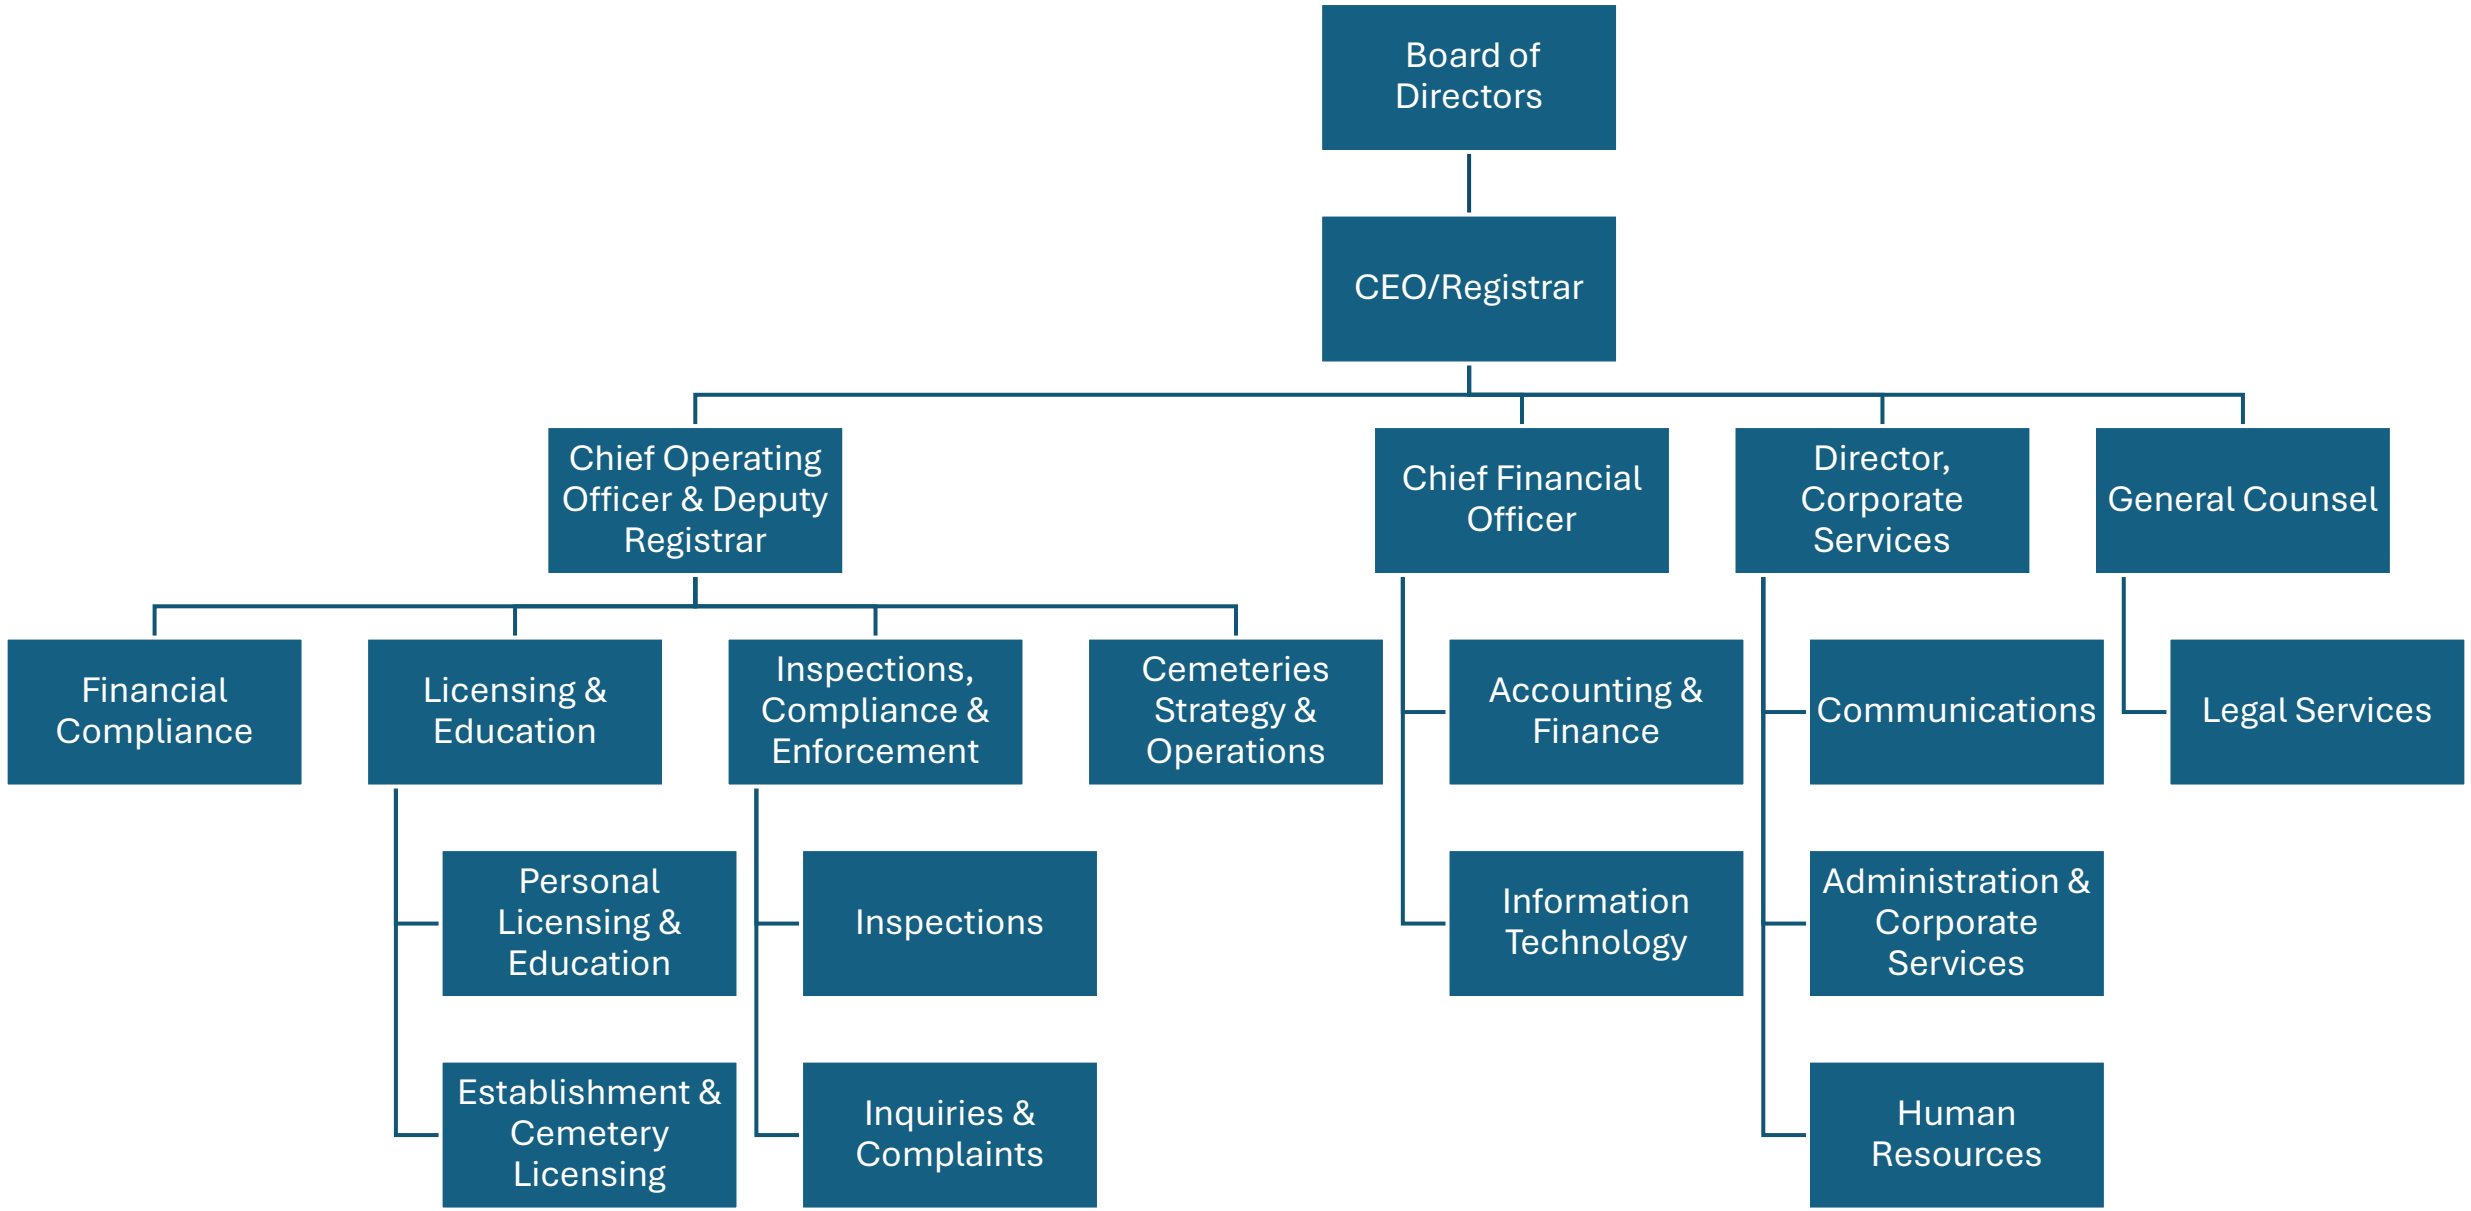 Board of
Directors
CEO/Registrar
Chief Operating
Officer & Deputy
Registrar
Chief Financial
Officer
Director,
Corporate
Services
General Counsel
Financial
Compliance
Licensing &
Education
Inspections,
Compliance &
Enforcement
Cemeteries
Strategy &
Operations
Accounting &
Finance
Communications
Legal Services
Personal
Licensing &
Education
Inspections
Information
Technology
Administration &
Corporate
Services
Establishment &
Cemetery
Licensing
Inquiries &
Complaints
Human
Resources